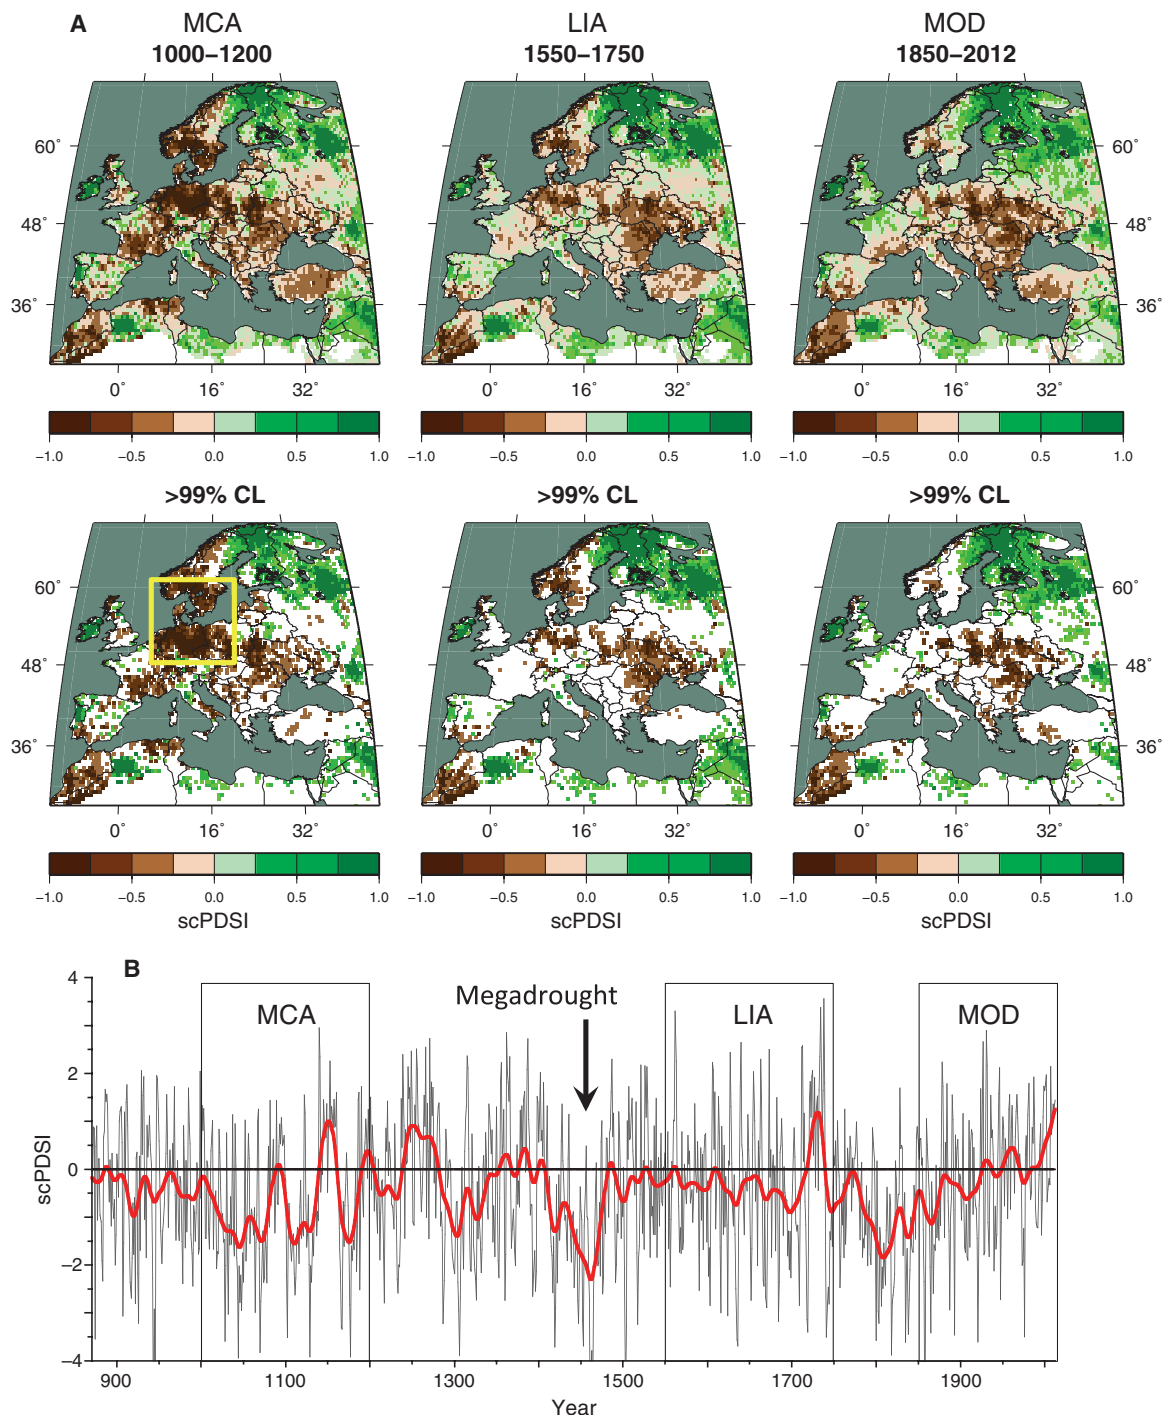 A
MCA LIA MOD
1000–1200 1550–1750 1850–2012
60° 60°
48° 48°
36° 36°
0° 16° 32° 0° 16° 32° 0° 16° 32°
−1.0 −0.5 0.0 0.5 1.0 −1.0 −0.5 0.0 0.5 1.0 −1.0 −0.5 0.0 0.5 1.0
>99% CL >99% CL >99% CL
60° 60°
48° 48°
36° 36°
0° 16° 32° 0° 16° 32° 0° 16° 32°
−1.0 −0.5 0.0 0.5 1.0 −1.0 −0.5 0.0 0.5 1.0 −1.0 −0.5 0.0 0.5 1.0
scPDSI scPDSI scPDSI
B
4
Megadrought
MCA LIA MOD
2
0
scPDSI
−2
−4
900 1100 1300 1500 1700 1900
Year